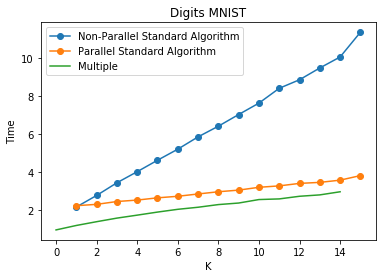 Digits MNIST
Non-Parallel Standard Algorithm
Parallel Standard Algorithm
Multiple
Time
10
8
6
4
2
0 2 4 6 8 10 12 14
K